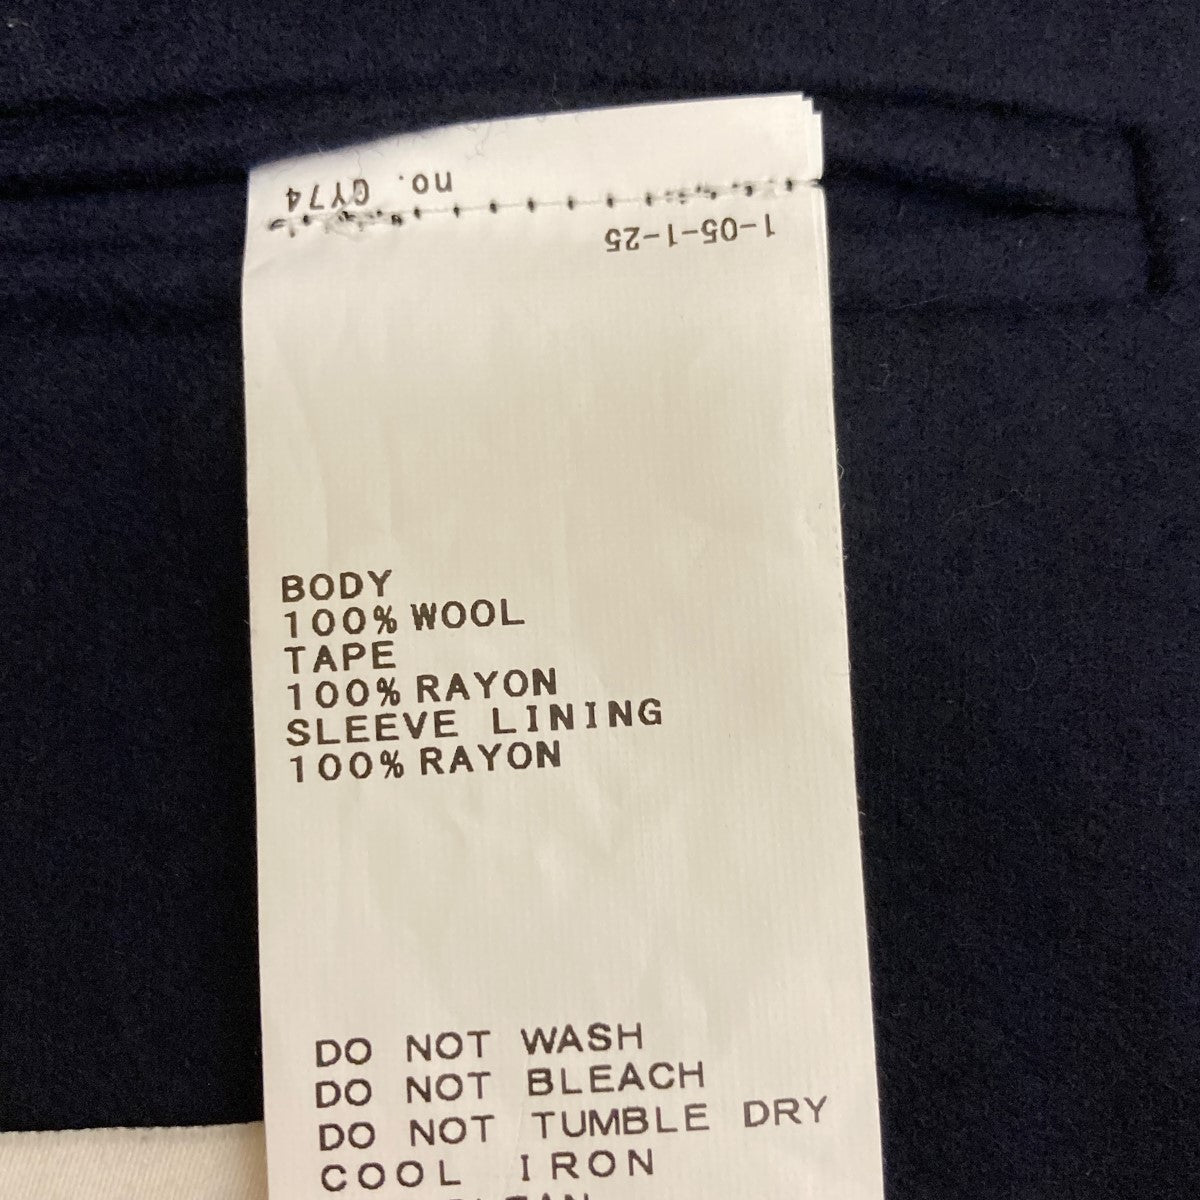 no. GY74
1-05-1-25
BODY
100% WOOL
TAPE
100% RAYON
SLEEVE LINING
100% RAYON
DO NOT WASH
DO NOT BLEACH
DO NOT TUMBLE DRY
COOL IRON